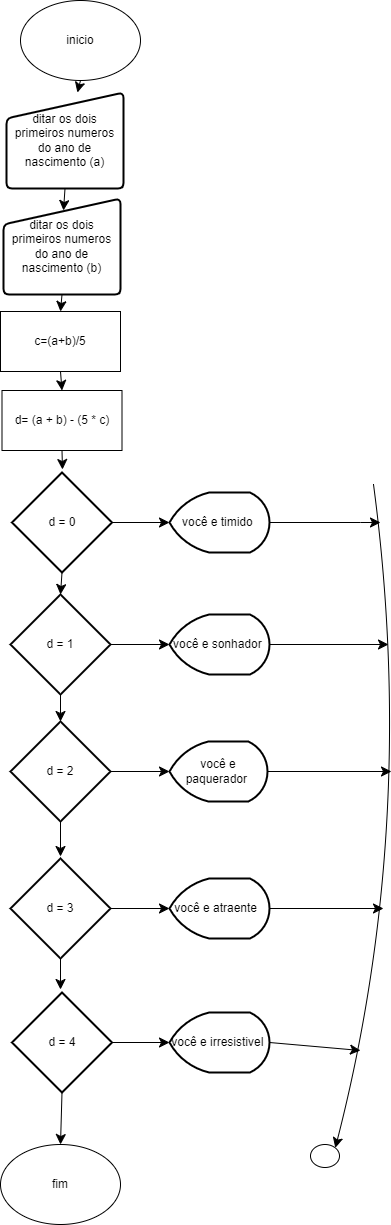 inicio
ditar os dois
primeiros numeros
do ano de
nascimento (a)
ditar os dois
primeiros numeros
do ano de
nascimento (b)
c=(a+b)/5
d= (a + b) - (5 * c)
d = 0
você e timido
d = 1
você e sonhador
d = 2
você e
paquerador
d = 3
você e atraente
d = 4
você e irresistivel
fim